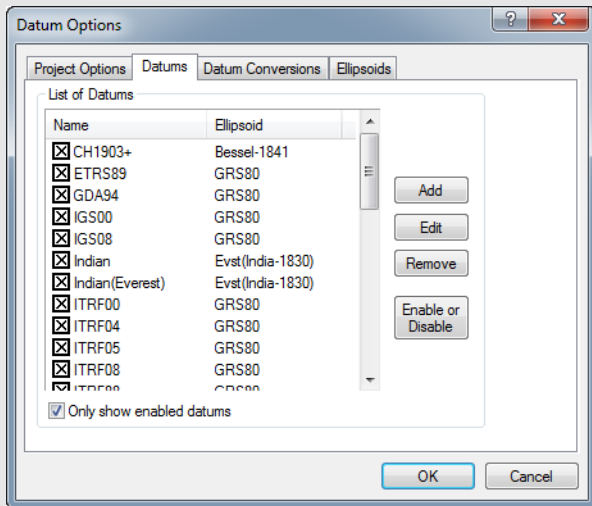 Datum Options
Project Options Datums Datum Conversions Ellipsoids
List of Datums
Name Ellipsoid
CH1903+ Bessel-1841
ETRS89 GRS80
GDA94 GRS80
IGS00 GRS80
IGS08 GRS80
Indian Evst(India-1830)
Indian(Everest) Evst(India-1830)
ITRF00 GRS80
ITRF04 GRS80
ITRF05 GRS80
ITRF08 GRS80
Add
Edit
Remove
Enable or
Disable
Only show enabled datums
OK Cancel